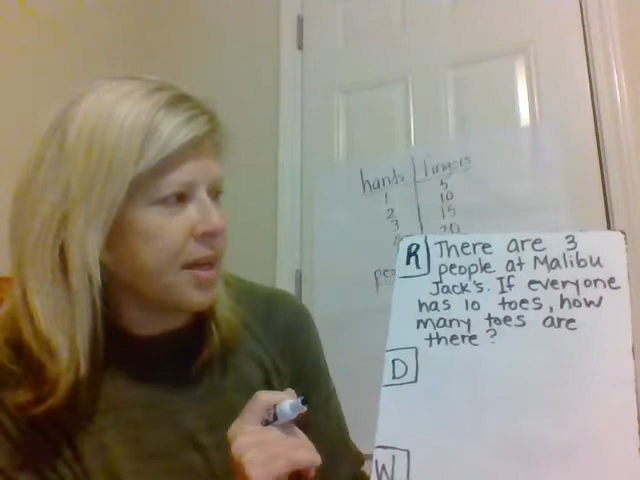 hands fingers
1 5
2 10
3 15
20
R There are 3
people at Malibu
Jack's. If everyone
has 10 toes, how
many toes are
there?
D
W